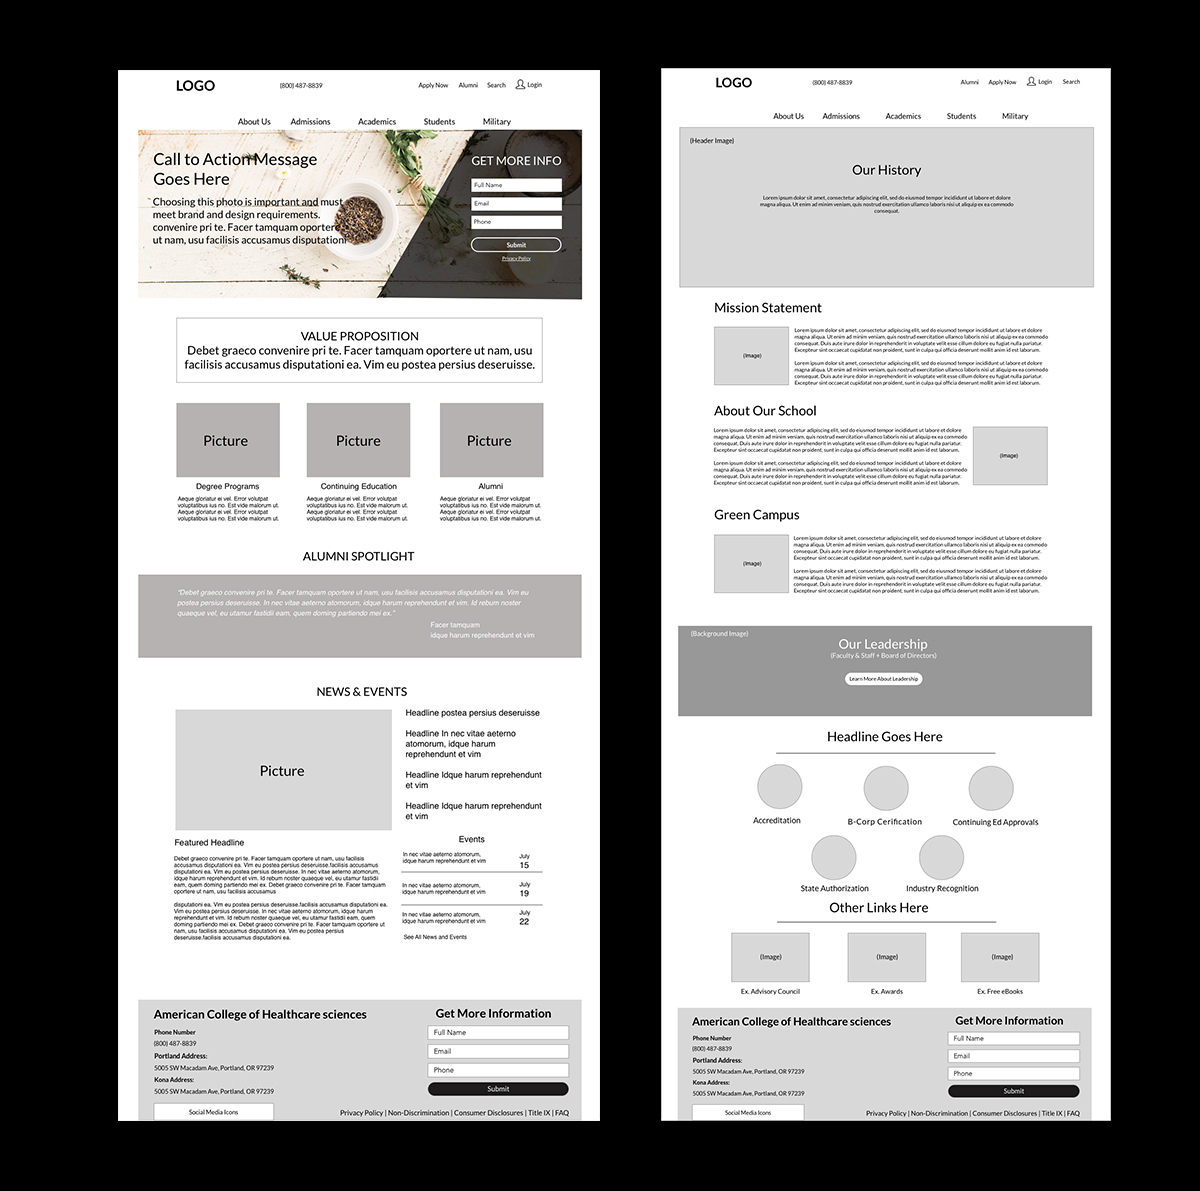 LOGO
(800) 487-8839
Apply Now
Alumni
Search
Login
About Us
Admissions
Academics
Students
Military
Call to Action Message
Goes Here
Choosing this photo is important and must
meet brand and design requirements.
convenire pri te. Facer tamquam oportere
ut nam, usu facilisis accusamus disputationi
GET MORE INFO
Full Name
Email
Phone
Submit
Privacy Policy
VALUE PROPOSITION
Debet graeco convenire pri te. Facer tamquam oportere ut nam, usu
facilisis accusamus disputationi ea. Vim eu postea persius deseruisse.
Picture
Picture
Picture
Degree Programs
Aeque gloriatur ei vel. Error volutpat
voluptatibus ius no. Est vide malorum ut.
Aeque gloriatur ei vel. Error volutpat
voluptatibus ius no. Est vide malorum ut.
Continuing Education
Aeque gloriatur ei vel. Error volutpat
voluptatibus ius no. Est vide malorum ut.
Aeque gloriatur ei vel. Error volutpat
voluptatibus ius no. Est vide malorum ut.
Alumni
Aeque gloriatur ei vel. Error volutpat
voluptatibus ius no. Est vide malorum ut.
Aeque gloriatur ei vel. Error volutpat
voluptatibus ius no. Est vide malorum ut.
ALUMNI SPOTLIGHT
"Debet graeco convenire pri te. Facer tamquam oportere ut nam, usu facilisis accusamus disputationi ea. Vim eu
postea persius deseruisse. In nec vitae aeterno atomorum, idque harum reprehendunt et vim. Id rebum noster
quaeque vel, eu utamur fastidii eam, quem doming partiendo mei ex."
Facer tamquam
idque harum reprehendunt et vim
NEWS & EVENTS
Picture
Featured Headline
Debet graeco convenire pri te. Facer tamquam oportere ut nam, usu facilisis
accusamus disputationi ea. Vim eu postea persius deseruisse.facilisis accusamus
disputationi ea. Vim eu postea persius deseruisse. In nec vitae aeterno
atomorum, idque harum reprehendunt et vim. Id rebum noster quaeque vel, eu utamur fastidii
eam, quem doming partiendo mei ex. Debet graeco convenire pri te. Facer tamquam
oportere ut nam, usu facilisis accusamus
disputationi ea. Vim eu postea persius deseruisse.facilisis accusamus disputationi ea.
Vim eu postea persius deseruisse. In nec vitae aeterno atomorum, idque harum
reprehendunt et vim. Id rebum noster quaeque vel, eu utamur fastidii eam, quem
doming partiendo mei ex. Debet graeco convenire pri te. Facer tamquam oportere ut
nam, usu facilisis accusamus disputationi ea. Vim eu postea persius
deseruisse.facilisis accusamus disputationi ea.
Headline postea persius deseruisse
Headline In nec vitae aeterno
atomorum, idque harum
reprehendunt et vim
Headline Idque harum reprehendunt
et vim
Headline Idque harum reprehendunt
et vim
Events
In nec vitae aeterno atomorum,
idque harum reprehendunt et vim
July
15
In nec vitae aeterno atomorum,
idque harum reprehendunt et vim
July
19
In nec vitae aeterno atomorum,
idque harum reprehendunt et vim
July
22
See All News and Events
American College of Healthcare sciences
Phone Number
(800) 487-8839
Portland Address:
5005 SW Macadam Ave, Portland, OR 97239
Kona Address:
5005 SW Macadam Ave, Portland, OR 97239
Social Media Icons
Get More Information
Full Name
Email
Phone
Submit
Privacy Policy | Non-Discrimination | Consumer Disclosures | Title IX | FAQ
LOGO
(800) 487-8839
Alumni
Apply Now
Login
Search
About Us
Admissions
Academics
Students
Military
(Header Image)
Our History
Lorem ipsum dolor sit amet, consectetur adipiscing elit, sed do eiusmod tempor incididunt ut labore et dolore
magna aliqua. Ut enim ad minim veniam, quis nostrud exercitation ullamco laboris nisi ut aliquip ex ea commodo
consequat.
Mission Statement
(Image)
Lorem ipsum dolor sit amet, consectetur adipiscing elit, sed do eiusmod tempor incididunt ut labore et dolore
magna aliqua. Ut enim ad minim veniam, quis nostrud exercitation ullamco laboris nisi ut aliquip ex ea commodo
consequat. Duis aute irure dolor in reprehenderit in voluptate velit esse cillum dolore eu fugiat nulla pariatur.
Excepteur sint occaecat cupidatat non proident, sunt in culpa qui officia deserunt mollit anim id est laborum.
Lorem ipsum dolor sit amet, consectetur adipiscing elit, sed do eiusmod tempor incididunt ut labore et dolore
magna aliqua. Ut enim ad minim veniam, quis nostrud exercitation ullamco laboris nisi ut aliquip ex ea commodo
consequat. Duis aute irure dolor in reprehenderit in voluptate velit esse cillum dolore eu fugiat nulla pariatur.
Excepteur sint occaecat cupidatat non proident, sunt in culpa qui officia deserunt mollit anim id est laborum.
About Our School
Lorem ipsum dolor sit amet, consectetur adipiscing elit, sed do eiusmod tempor incididunt ut labore et dolore
magna aliqua. Ut enim ad minim veniam, quis nostrud exercitation ullamco laboris nisi ut aliquip ex ea commodo
consequat. Duis aute irure dolor in reprehenderit in voluptate velit esse cillum dolore eu fugiat nulla pariatur.
Excepteur sint occaecat cupidatat non proident, sunt in culpa qui officia deserunt mollit anim id est laborum.
Lorem ipsum dolor sit amet, consectetur adipiscing elit, sed do eiusmod tempor incididunt ut labore et dolore
magna aliqua. Ut enim ad minim veniam, quis nostrud exercitation ullamco laboris nisi ut aliquip ex ea commodo
consequat. Duis aute irure dolor in reprehenderit in voluptate velit esse cillum dolore eu fugiat nulla pariatur.
Excepteur sint occaecat cupidatat non proident, sunt in culpa qui officia deserunt mollit anim id est laborum.
(Image)
Green Campus
(Image)
Lorem ipsum dolor sit amet, consectetur adipiscing elit, sed do eiusmod tempor incididunt ut labore et dolore
magna aliqua. Ut enim ad minim veniam, quis nostrud exercitation ullamco laboris nisi ut aliquip ex ea commodo
consequat. Duis aute irure dolor in reprehenderit in voluptate velit esse cillum dolore eu fugiat nulla pariatur.
Excepteur sint occaecat cupidatat non proident, sunt in culpa qui officia deserunt mollit anim id est laborum.
Lorem ipsum dolor sit amet, consectetur adipiscing elit, sed do eiusmod tempor incididunt ut labore et dolore
magna aliqua. Ut enim ad minim veniam, quis nostrud exercitation ullamco laboris nisi ut aliquip ex ea commodo
consequat. Duis aute irure dolor in reprehenderit in voluptate velit esse cillum dolore eu fugiat nulla pariatur.
Excepteur sint occaecat cupidatat non proident, sunt in culpa qui officia deserunt mollit anim id est laborum.
(Background Image)
Our Leadership
(Faculty & Staff + Board of Directors)
Learn More About Leadership
Headline Goes Here
Accreditation
B-Corp Cerification
Continuing Ed Approvals
State Authorization
Industry Recognition
Other Links Here
(Image)
(Image)
(Image)
Ex. Advisory Council
Ex. Awards
Ex. Free eBooks
American College of Healthcare sciences
Phone Number
(800) 487-8839
Portland Address:
5005 SW Macadam Ave, Portland, OR 97239
Kona Address:
5005 SW Macadam Ave, Portland, OR 97239
Social Media Icons
Get More Information
Full Name
Email
Phone
Submit
Privacy Policy | Non-Discrimination | Consumer Disclosures | Title IX | FAQ